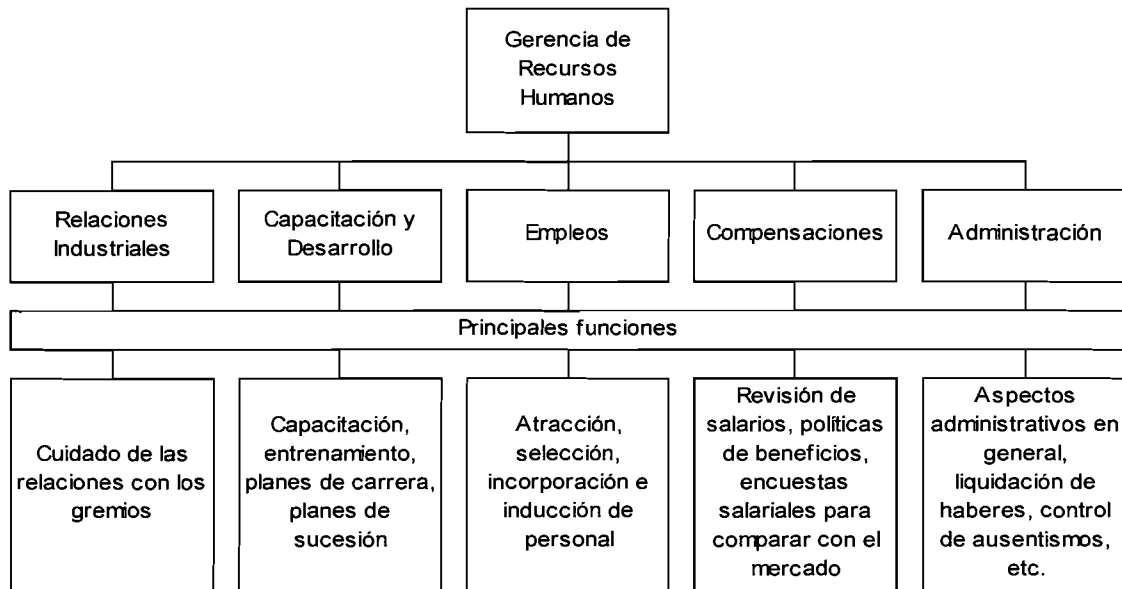 Gerencia de
Recursos
Humanos
Relaciones
Industriales
Capacitación y
Desarrollo
Empleos
Compensaciones
Administración
Principales funciones
Cuidado de las
relaciones con los
gremios
Capacitación,
entrenamiento,
planes de carrera,
planes de
sucesión
Atracción,
selección,
incorporación e
inducción de
personal
Revisión de
salarios, políticas
de beneficios,
encuestas
salariales para
comparar con el
mercado
Aspectos
administrativos en
general,
liquidación de
haberes, control
de ausentismos,
etc.